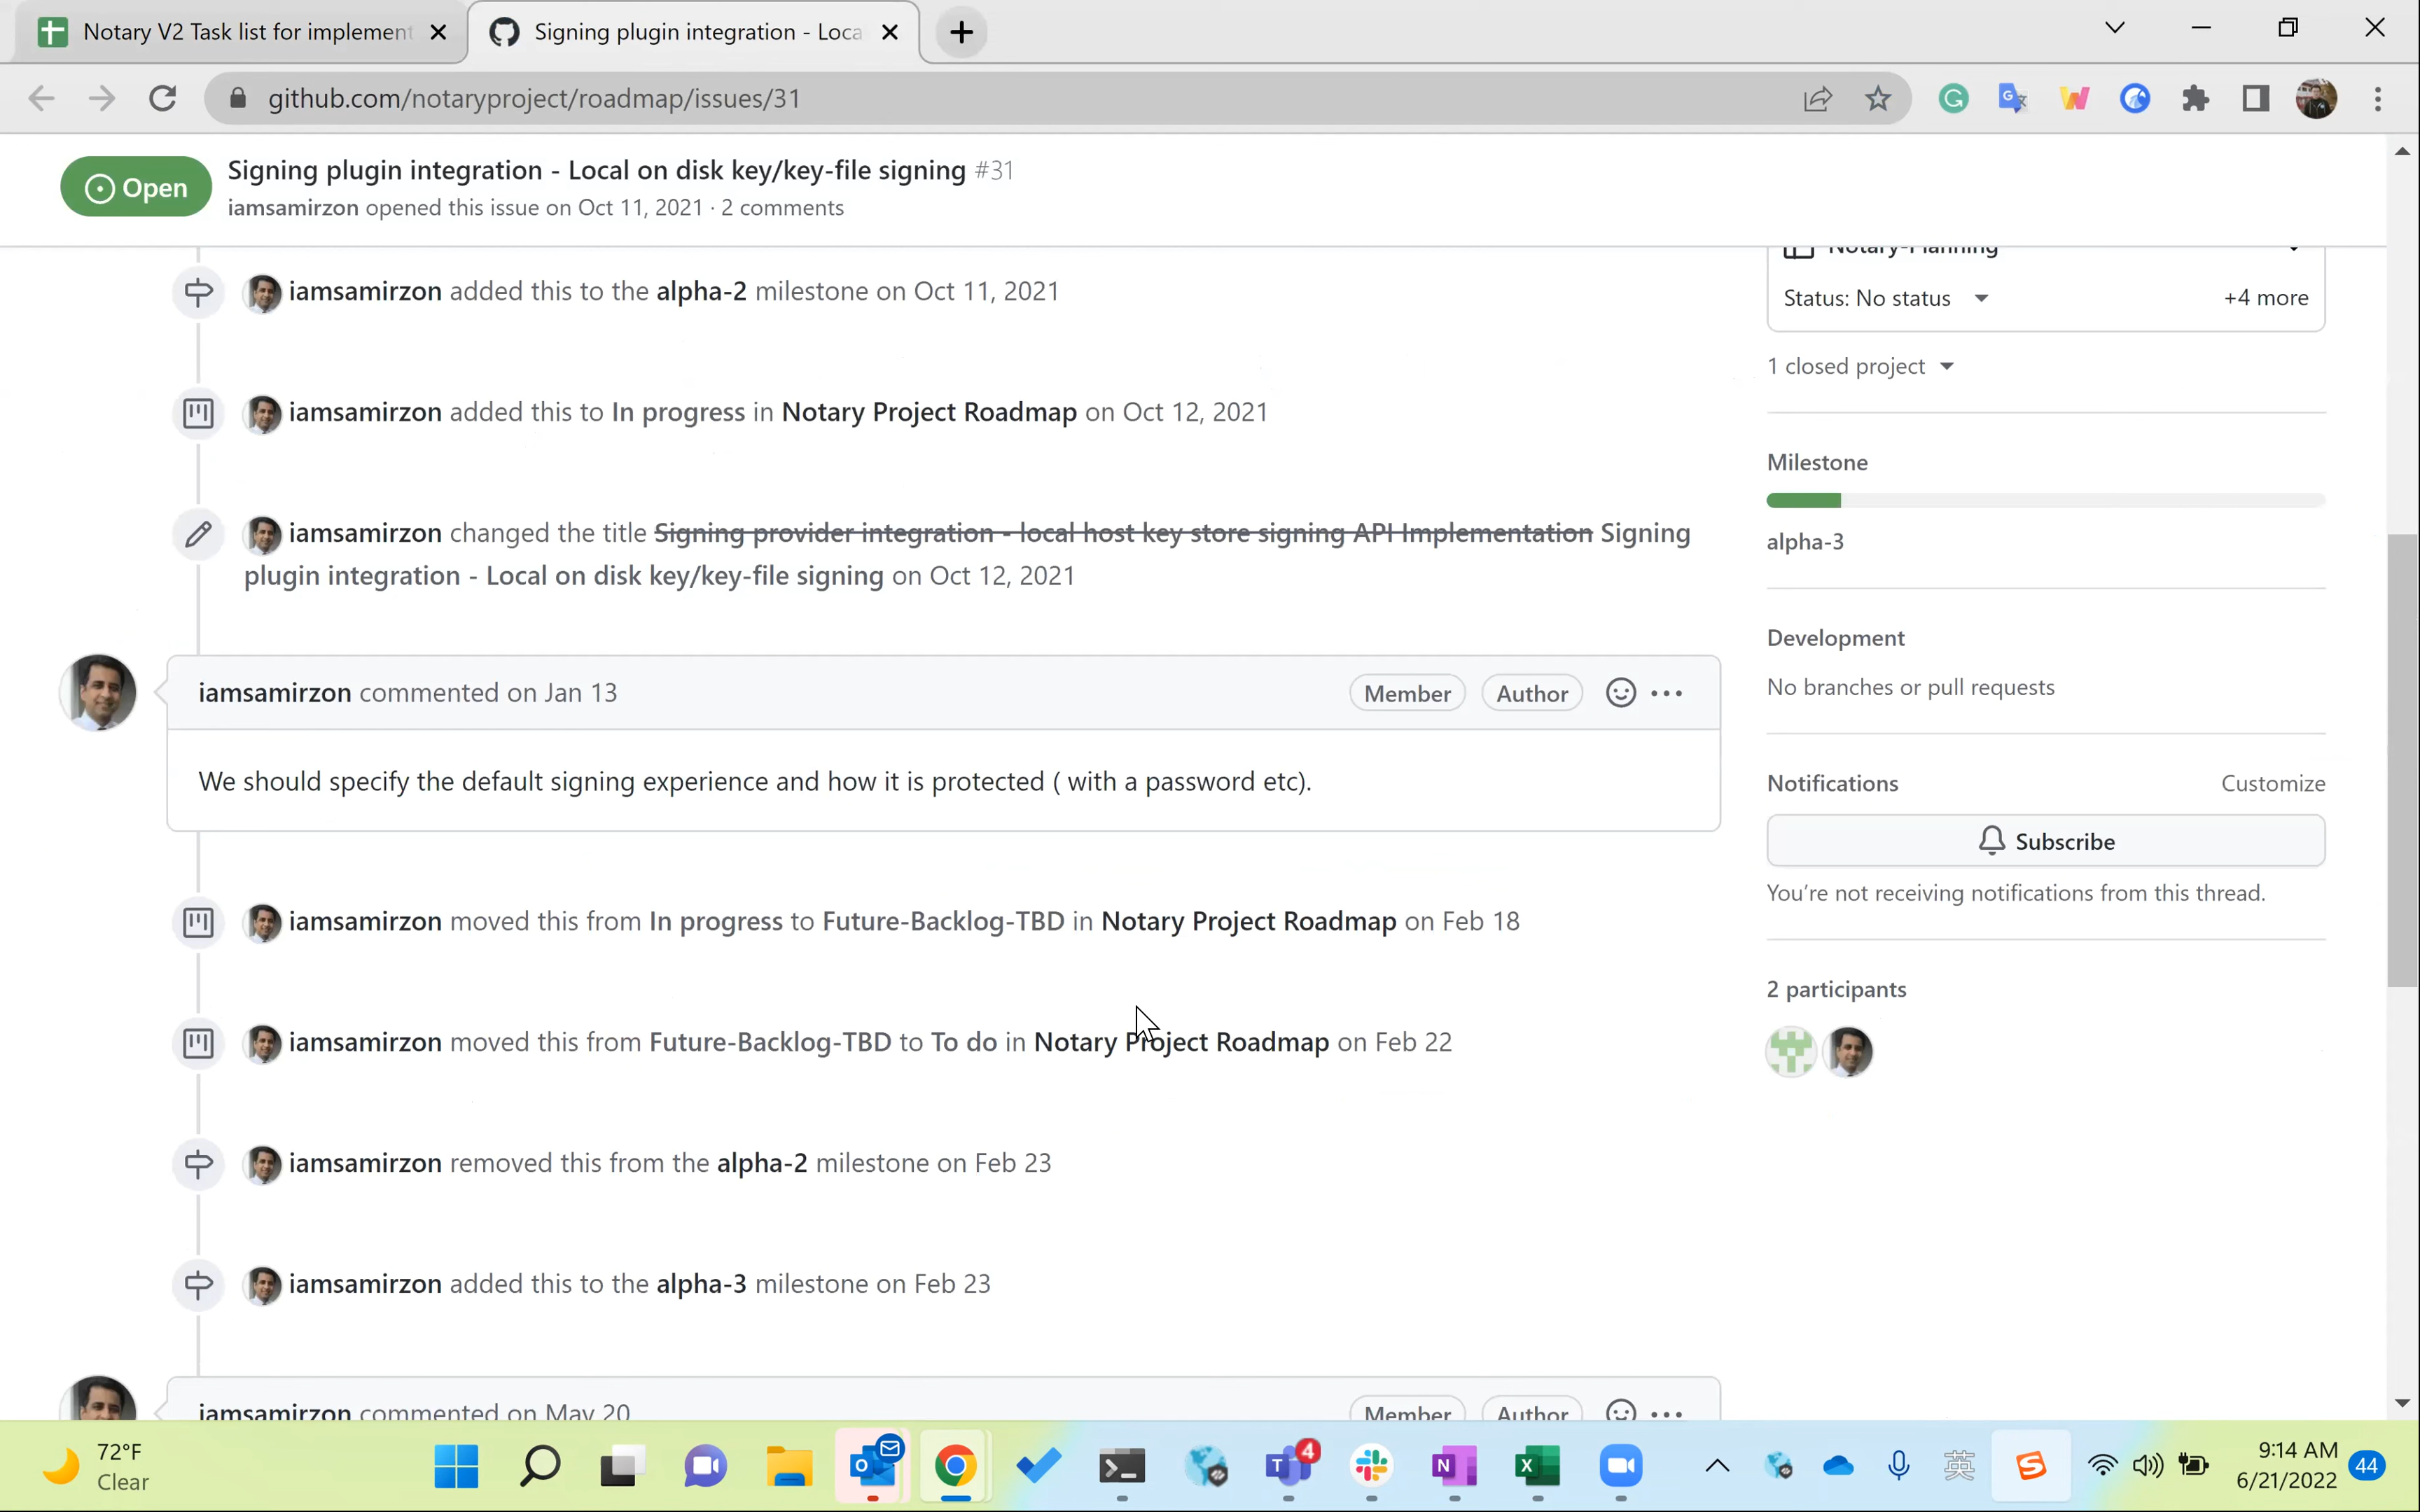 Notary V2 Task list for implement
Signing plugin integration - Loca
github.com/notaryproject/roadmap/issues/31
Open
Signing plugin integration - Local on disk key/key-file signing #31
iamsamirzon opened this issue on Oct 11, 2021 · 2 comments
iamsamirzon added this to the alpha-2 milestone on Oct 11, 2021
iamsamirzon added this to In progress in Notary Project Roadmap on Oct 12, 2021
iamsamirzon changed the title Signing provider integration - local host key store signing API Implementation Signing
plugin integration - Local on disk key/key-file signing on Oct 12, 2021
iamsamirzon commented on Jan 13
Member
Author
We should specify the default signing experience and how it is protected ( with a password etc).
iamsamirzon moved this from In progress to Future-Backlog-TBD in Notary Project Roadmap on Feb 18
iamsamirzon moved this from Future-Backlog-TBD to To do in Notary Project Roadmap on Feb 22
iamsamirzon removed this from the alpha-2 milestone on Feb 23
iamsamirzon added this to the alpha-3 milestone on Feb 23
iamsamirzon commented on May 20
Member
Author
Notary-Planning
Status: No status
+4 more
1 closed project
Milestone
alpha-3
Development
No branches or pull requests
Notifications
Customize
Subscribe
You're not receiving notifications from this thread.
2 participants
72°F
Clear
4
英
9:14 AM
6/21/2022
44